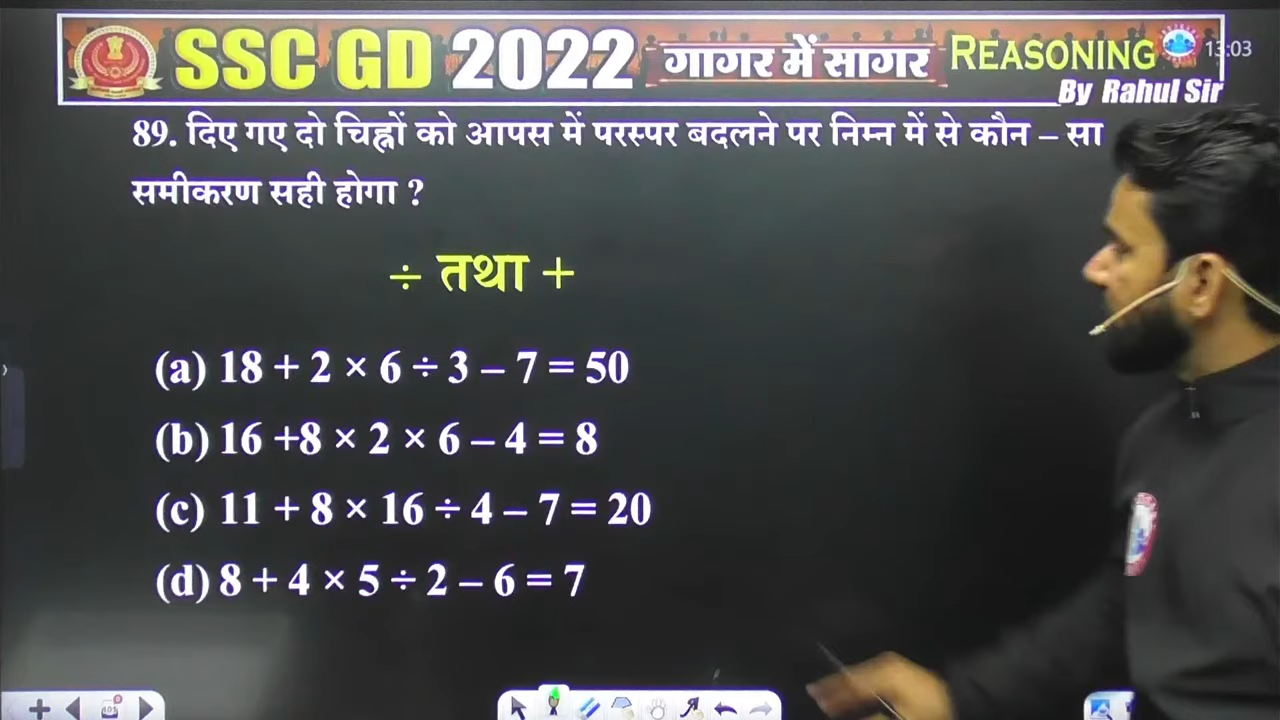 SSC GD 2022 गागर में सागर REASONING 13:03
By Rahul Sir
89. दिए गए दो चिह्नों को आपस में परस्पर बदलने पर निम्न में से कौन – सा
समीकरण सही होगा ?
÷ तथा +
(a) 18 + 2 × 6 ÷ 3 – 7 = 50
(b) 16 +8 × 2 × 6 – 4 = 8
(c) 11 + 8 × 16 ÷ 4 – 7 = 20
(d) 8 + 4 × 5 ÷ 2 – 6 = 7